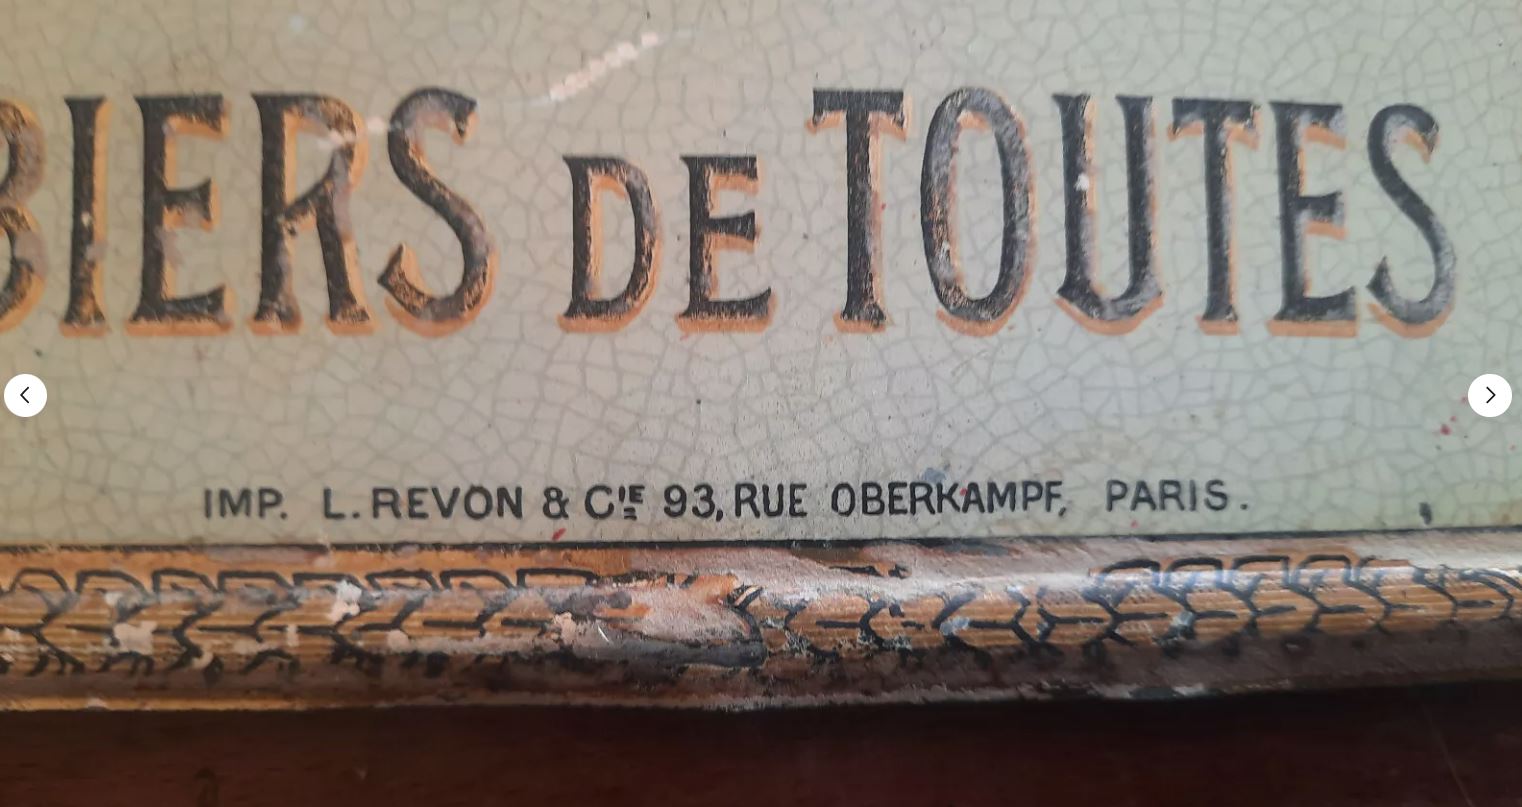 BIERS DE TOUTES
IMP. L. REVON & CIE 93, RUE OBERKAMPF, PARIS.